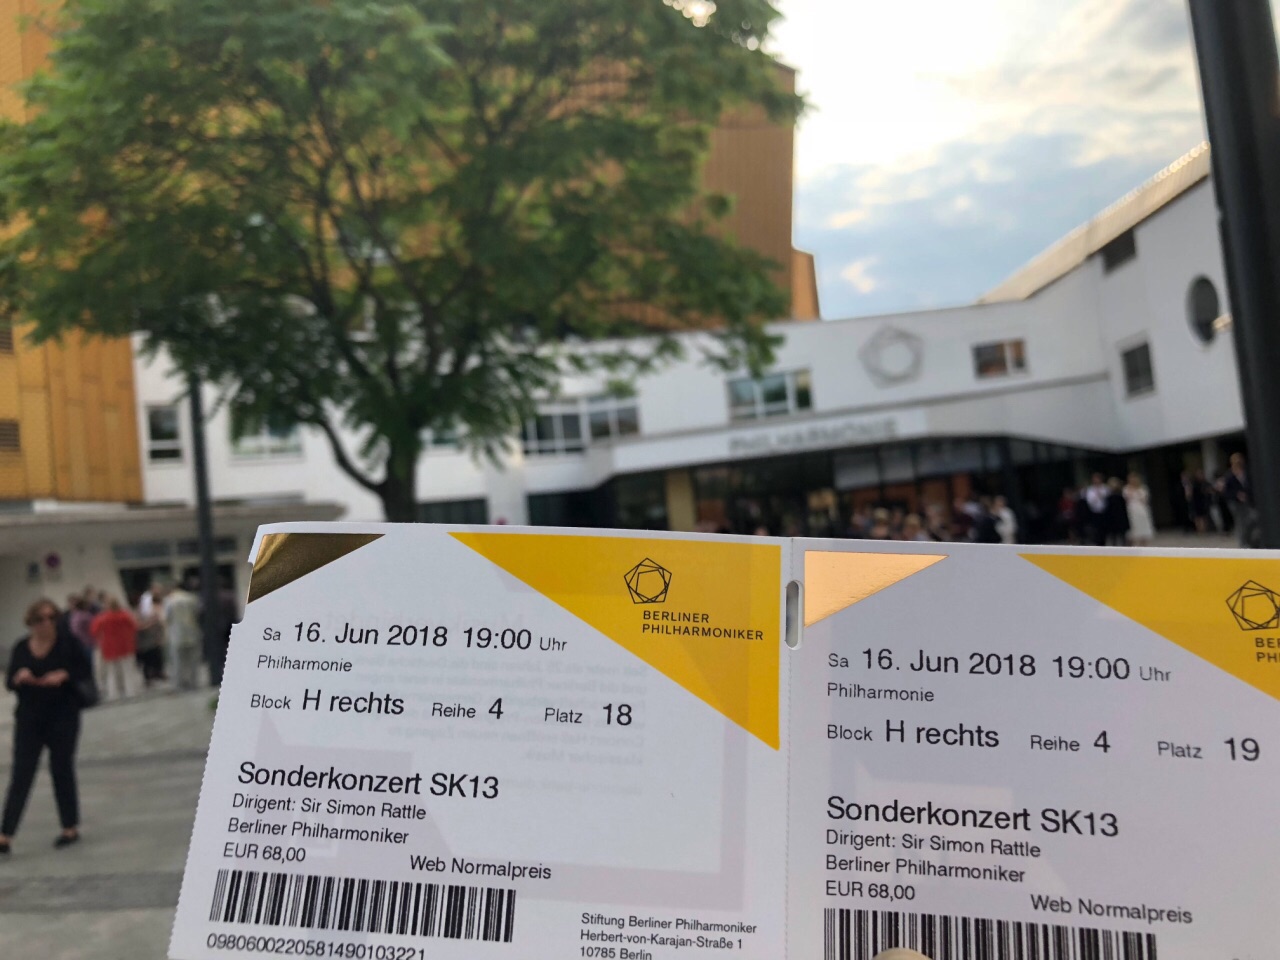 PHILHARMONIE
BERLINER
PHILHARMONIKER
Sa 16. Jun 2018 19:00 Uhr
Philharmonie
Block H rechts Reihe 4 Platz 18
Sonderkonzert SK13
Dirigent: Sir Simon Rattle
Berliner Philharmoniker
EUR 68,00 Web Normalpreis
0980600220581490103221
Stiftung Berliner Philharmoniker
Herbert-von-Karajan-Straße 1
10785 Berlin
BER
PHI
Sa 16. Jun 2018 19:00 Uhr
Philharmonie
Block H rechts Reihe 4 Platz 19
Sonderkonzert SK13
Dirigent: Sir Simon Rattle
Berliner Philharmoniker
EUR 68,00 Web Normalpreis